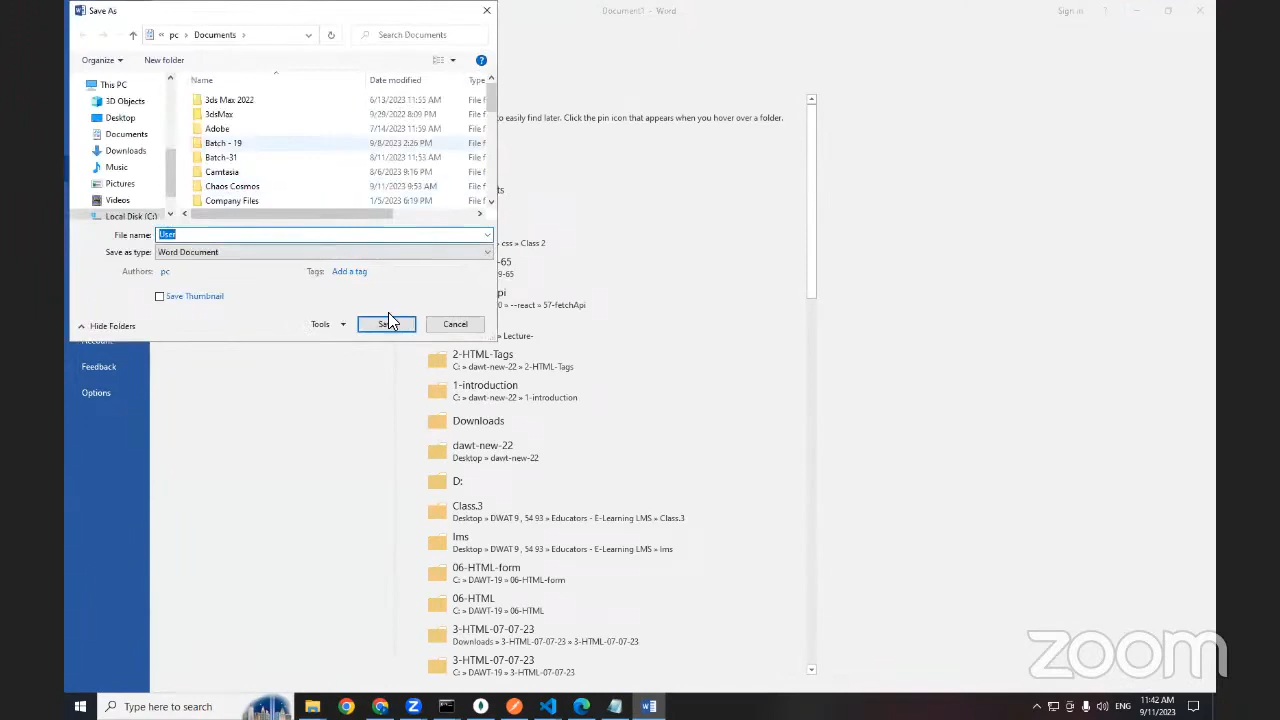 Save As
Document1 - Word
Sign in
?
« pc › Documents ›
Search Documents
Organize
New folder
?
This PC
3D Objects
Desktop
Documents
Downloads
Music
Pictures
Videos
Local Disk (C:)
Name Date modified Type
3ds Max 2022 6/13/2023 11:55 AM File f
3dsMax 9/29/2022 8:09 PM File f
Adobe 7/14/2023 11:59 AM File f
Batch - 19 9/8/2023 2:26 PM File f
Batch-31 8/11/2023 11:53 AM File f
Camtasia 8/6/2023 9:16 PM File f
Chaos Cosmos 9/11/2023 9:53 AM File f
Company Files 1/5/2023 6:19 PM File f
File name: User
Save as type: Word Document
Authors: pc
Tags: Add a tag
Save Thumbnail
Hide Folders
Tools
Cancel
to easily find later. Click the pin icon that appears when you hover over a folder.
css » Class 2
-65
-65
pi
» --react » 57-fetchApi
» Lecture-
2-HTML-Tags
C: » dawt-new-22 » 2-HTML-Tags
1-introduction
C: » dawt-new-22 » 1-introduction
Downloads
dawt-new-22
Desktop » dawt-new-22
D:
Class.3
Desktop » DWAT 9 , 54 93 » Educators - E-Learning LMS » Class.3
lms
Desktop » DWAT 9 , 54 93 » Educators - E-Learning LMS » lms
06-HTML-form
C: » DAWT-19 » 06-HTML-form
06-HTML
C: » DAWT-19 » 06-HTML
3-HTML-07-07-23
Downloads » 3-HTML-07-07-23 » 3-HTML-07-07-23
3-HTML-07-07-23
C: » DAWT-19 » 3-HTML-07-07-23
Account
Feedback
Options
zoom
Type here to search
ENG
11:42 AM
9/11/2023